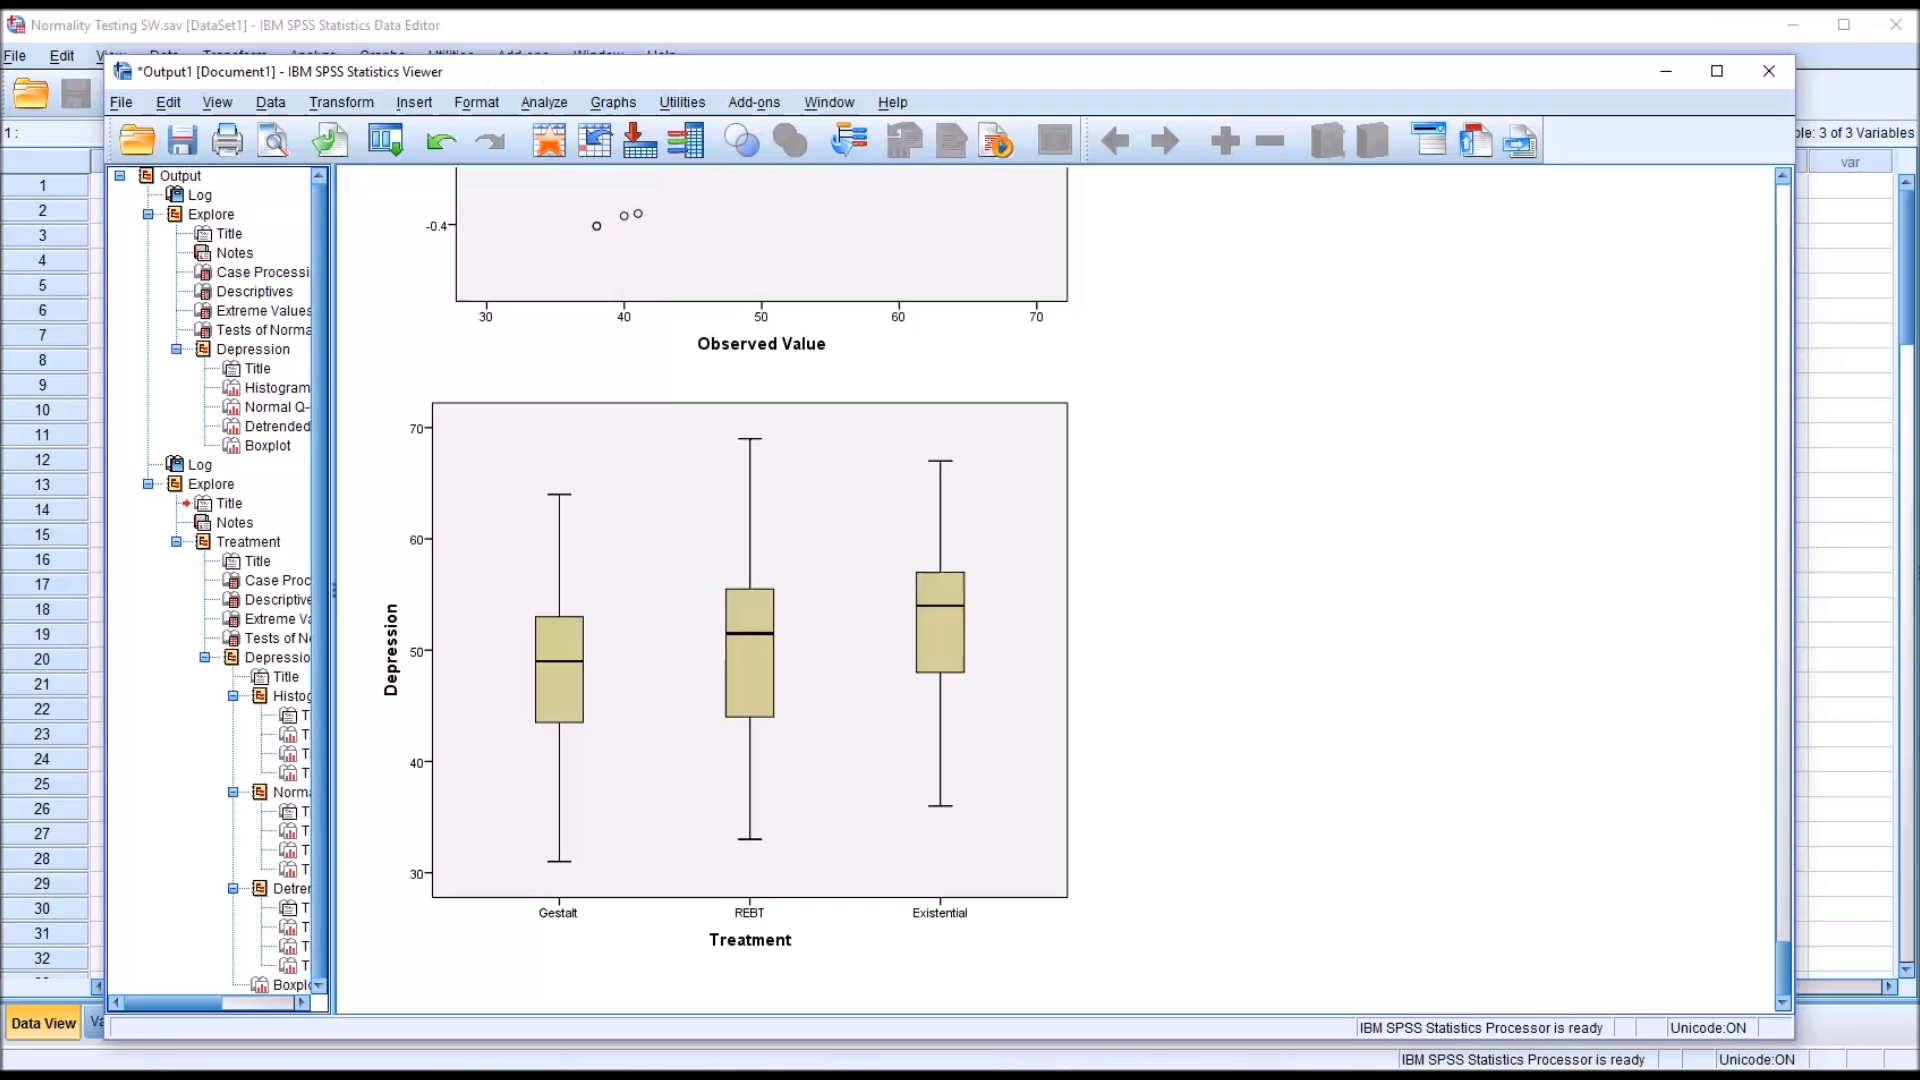 Normality Testing SW.sav [DataSet1] - IBM SPSS Statistics Data Editor
File Edit
*Output1 [Document1] - IBM SPSS Statistics Viewer
File Edit View Data Transform Insert Format Analyze Graphs Utilities Add-ons Window Help
1 :
ble: 3 of 3 Variables
var
1
2
3
4
5
6
7
8
9
10
11
12
13
14
15
16
17
18
19
20
21
22
23
24
25
26
27
28
29
30
31
32
Output
Log
Explore
Title
Notes
Case Processi
Descriptives
Extreme Values
Tests of Norma
Depression
Title
Histogram
Normal Q-
Detrended
Boxplot
Log
Explore
Title
Notes
Treatment
Title
Case Proc
Descriptive
Extreme Va
Tests of No
Depressio
Title
Histog
T
T
T
T
Norma
T
T
T
T
Detrer
T
T
T
T
Boxplo
-0.4
30 40 50 60 70
Observed Value
70
60
50
40
30
Depression
Gestalt REBT Existential
Treatment
Data View Va
IBM SPSS Statistics Processor is ready Unicode:ON
IBM SPSS Statistics Processor is ready Unicode:ON